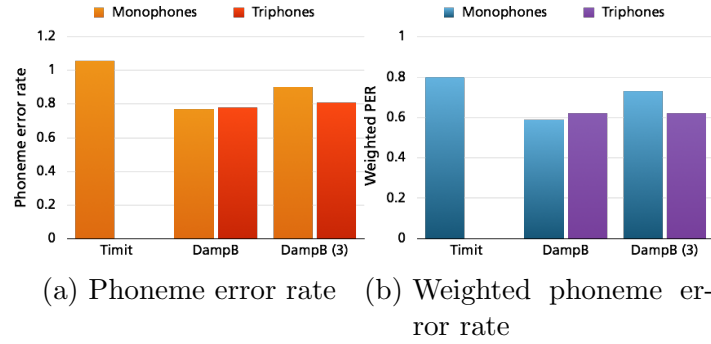 Monophones Triphones
Phoneme error rate
1.2
1
0.8
0.6
0.4
0.2
0
Timit DampB DampB (3)
(a) Phoneme error rate
Monophones Triphones
Weighted PER
1
0.8
0.6
0.4
0.2
0
Timit DampB DampB (3)
(b) Weighted phoneme er-
ror rate